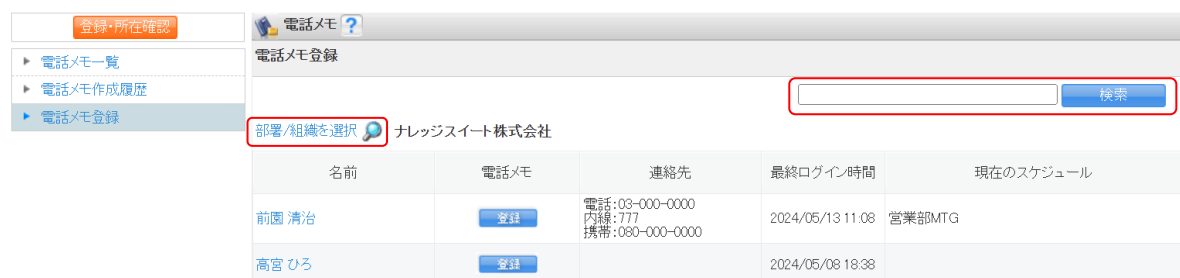 登録・所在確認
電話メモ一覧
電話メモ作成履歴
電話メモ登録
電話メモ ?
電話メモ登録
検索
部署/組織を選択 ナレッジスイート株式会社
名前 電話メモ 連絡先 最終ログイン時間 現在のスケジュール
前園 清治 登録 電話:03-000-0000
内線:777
携帯:080-000-0000
2024/05/13 11:08 営業部MTG
高宮 ひろ 登録 2024/05/08 18:38